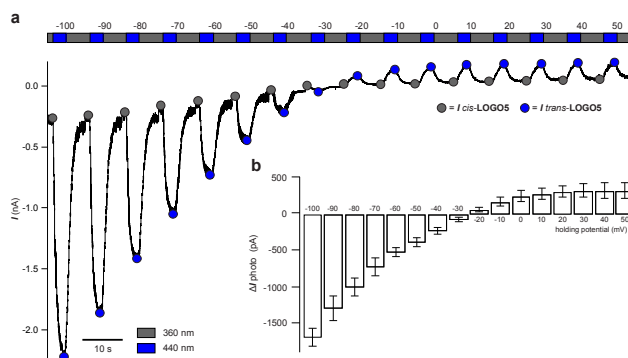 a
-100 -90 -80 -70 -60 -50 -40 -30 -20 -10 0 10 20 30 40 50
0.0
-0.5
-1.0
-1.5
-2.0
I (nA)
= I cis-LOGO5 = I trans-LOGO5
10 s
360 nm
440 nm
b
500
0
-500
-1000
-1500
ΔI photo (pA)
-100 -90 -80 -70 -60 -50 -40 -30
-20 -10 0 10 20 30 40 50
holding potential (mV)